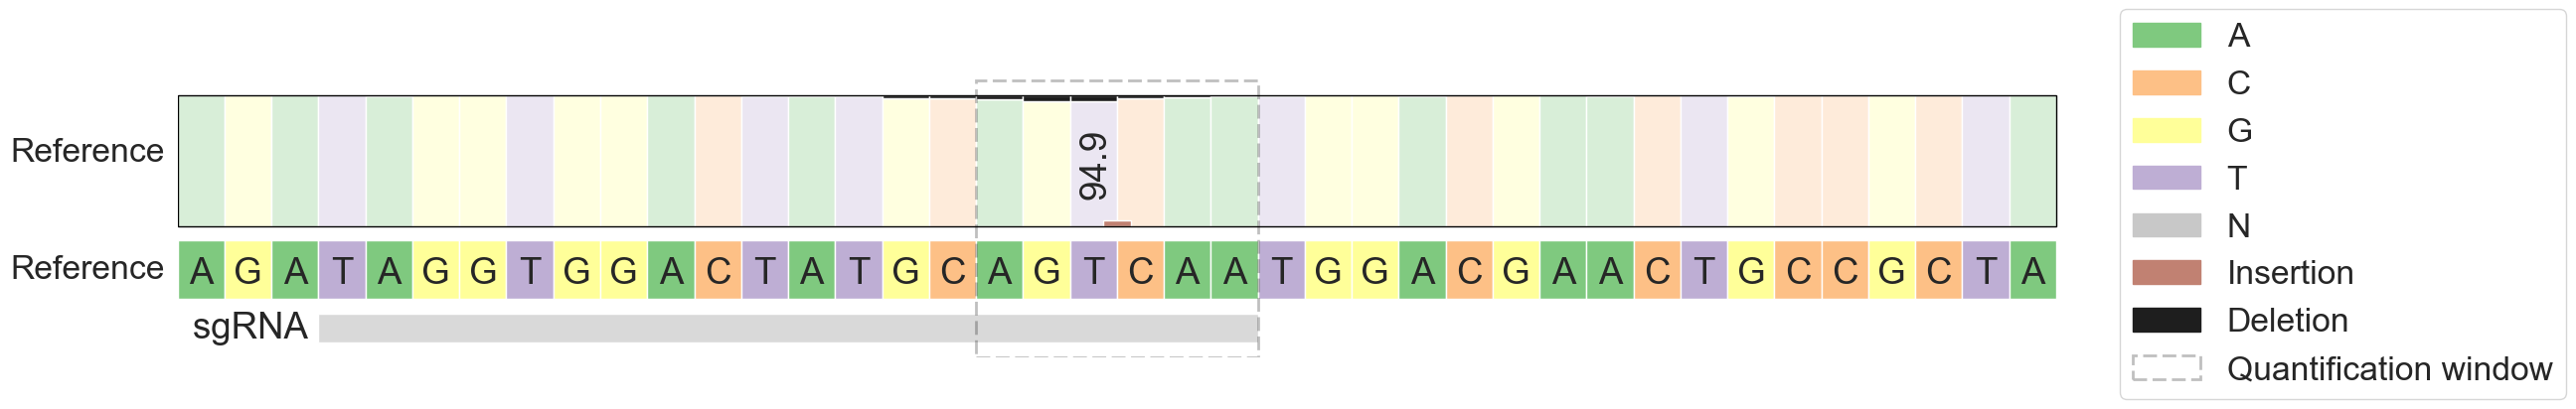 Reference
94.9
Reference A G A T A G G T G G A C T A T G C A G T C A A T G G A C G A A C T G C C G C T A
sgRNA
A
C
G
T
N
Insertion
Deletion
Quantification window